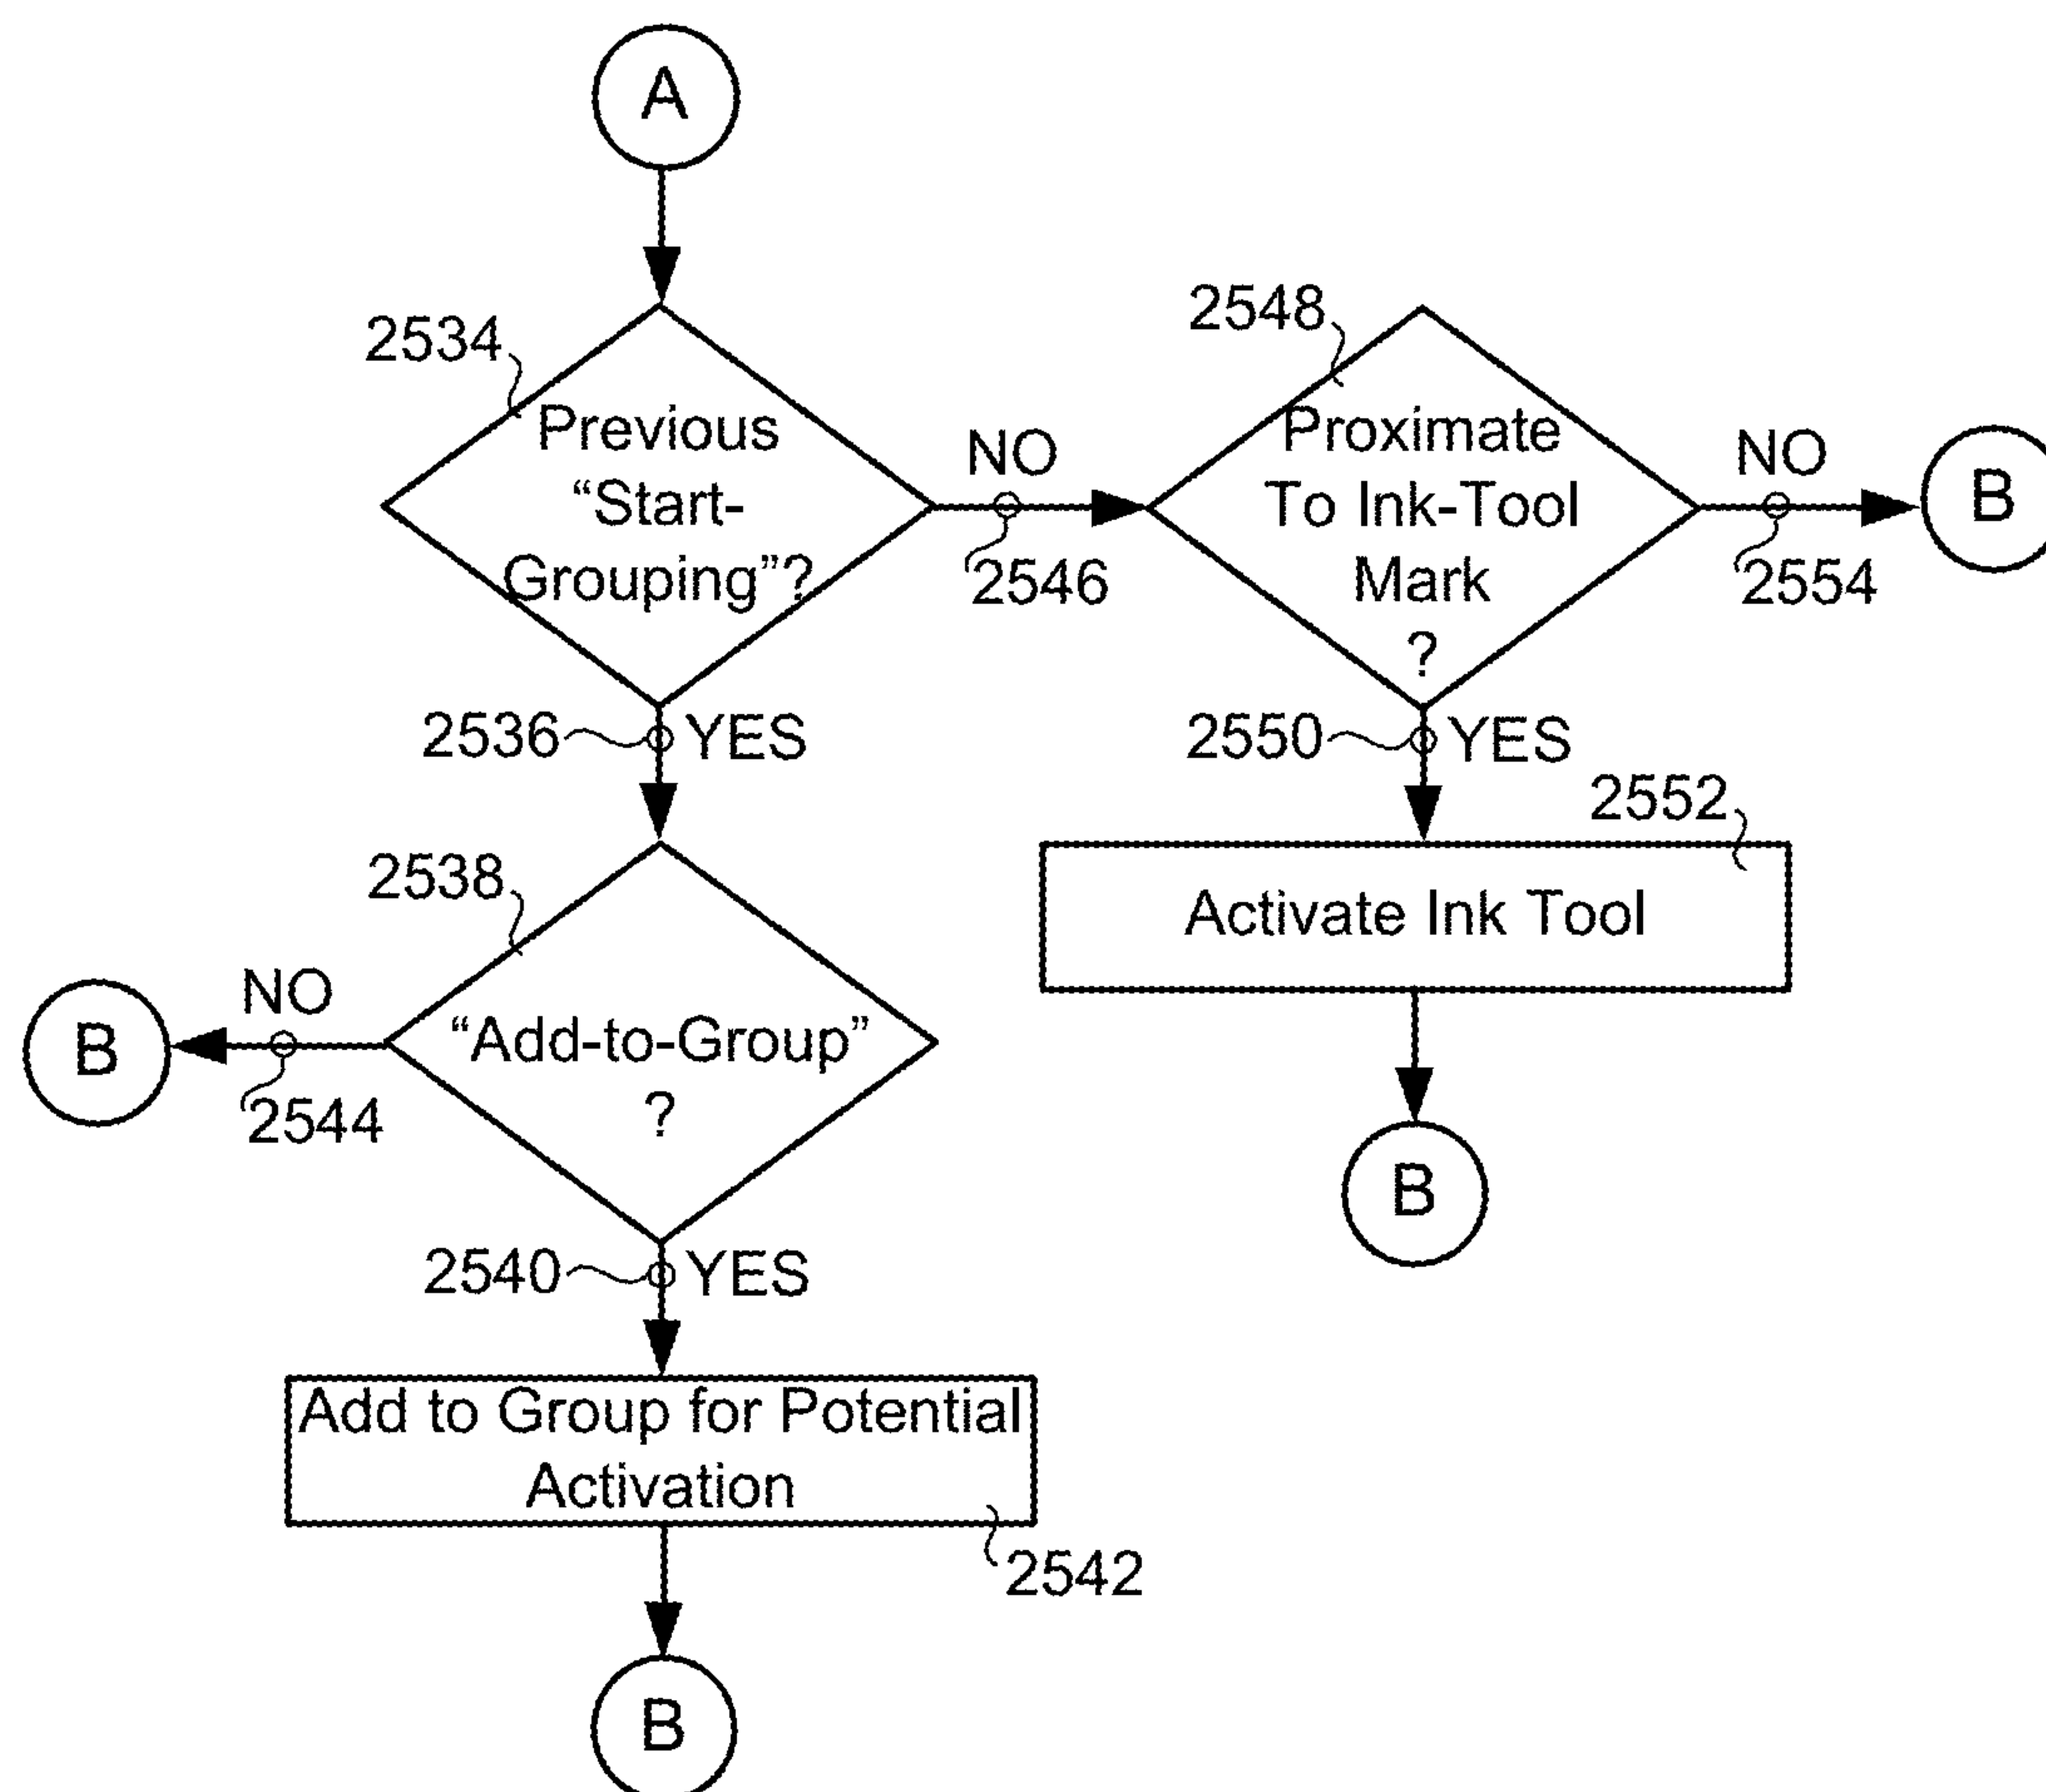 A
2534
Previous
“Start-
Grouping”?
NO
2546
2548
Proximate
To Ink-Tool
Mark
?
NO
2554
B
2536
YES
2550
YES
2552
Activate Ink Tool
B
2538
“Add-to-Group”
?
NO
2544
B
2540
YES
Add to Group for Potential
Activation
2542
B